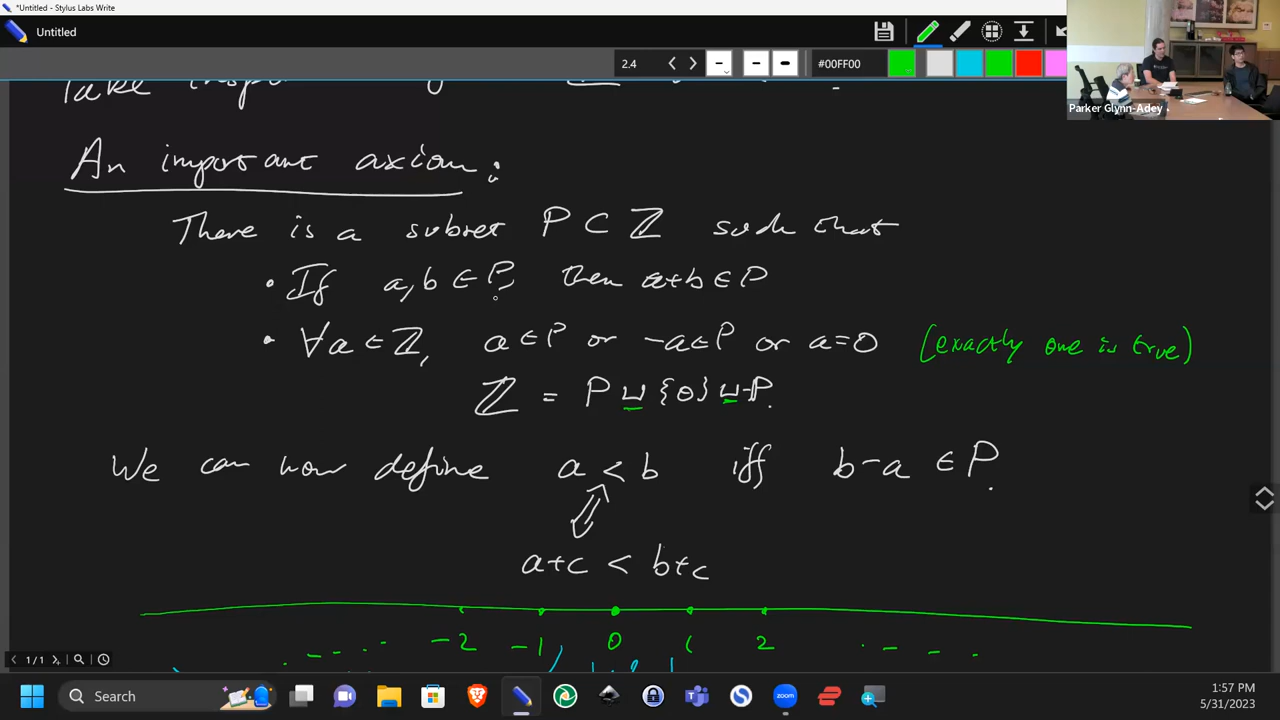 *Untitled - Stylus Labs Write
Untitled
2.4
#00FF00
Parker Glynn-Adey
Take
An important axiom:
There is a subset P ⊂ ℤ such that
• If a,b ∈ P, then a+b ∈ P
• ∀a ∈ ℤ, a ∈ P or -a ∈ P or a=0 (exactly one is true)
ℤ = P ⊔ {0} ⊔ -P.
We can now define a < b iff b-a ∈ P.
⇕
a+c < b+c
-2 -1 0 1 2
1/1
Search
1:57 PM
5/31/2023